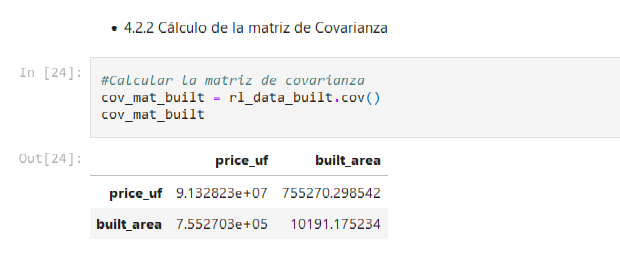 • 4.2.2 Cálculo de la matriz de Covarianza
In [24]:
#Calcular la matriz de covarianza
cov_mat_built = rl_data_built.cov()
cov_mat_built
Out[24]:
price_uf built_area
price_uf 9.132823e+07 755270.298542
built_area 7.552703e+05 10191.175234